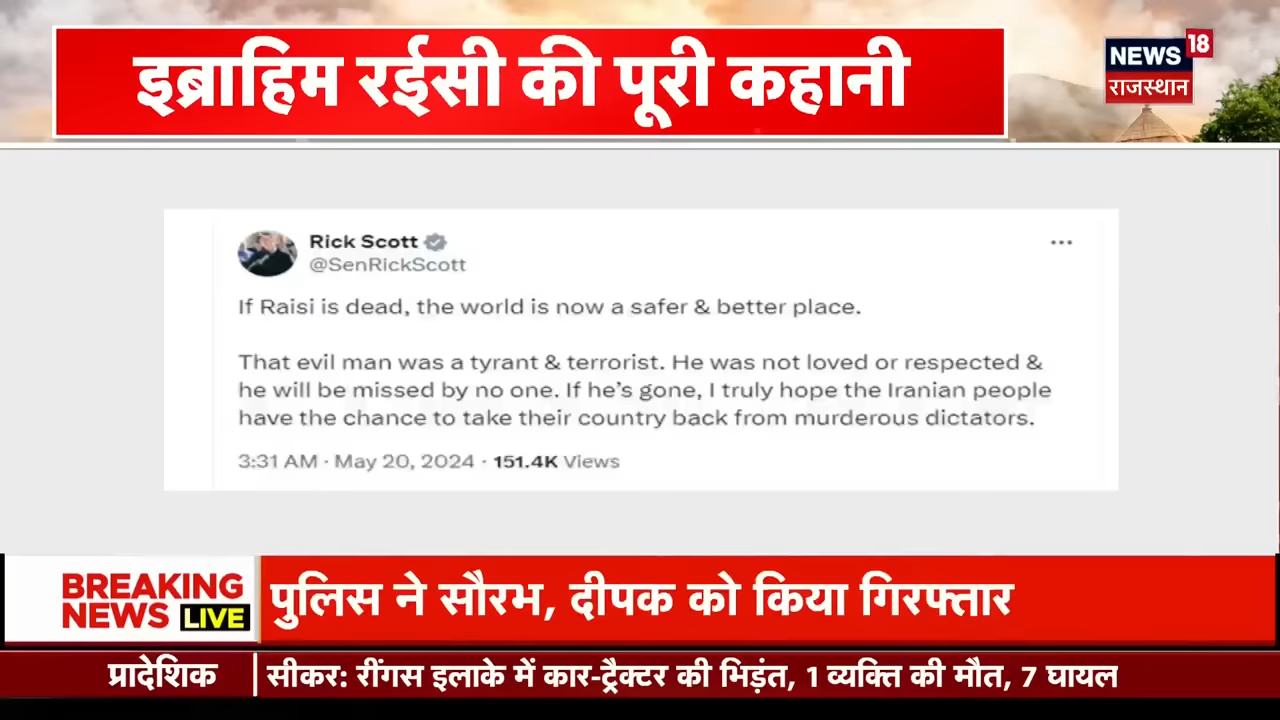 इब्राहिम रईसी की पूरी कहानी
NEWS 18
राजस्थान
Rick Scott
@SenRickScott
If Raisi is dead, the world is now a safer & better place.
That evil man was a tyrant & terrorist. He was not loved or respected &
he will be missed by no one. If he's gone, I truly hope the Iranian people
have the chance to take their country back from murderous dictators.
3:31 AM · May 20, 2024 · 151.4K Views
BREAKING
NEWS LIVE
पुलिस ने सौरभ, दीपक को किया गिरफ्तार
प्रादेशिक
सीकर: रींगस इलाके में कार-ट्रैक्टर की भिड़ंत, 1 व्यक्ति की मौत, 7 घायल